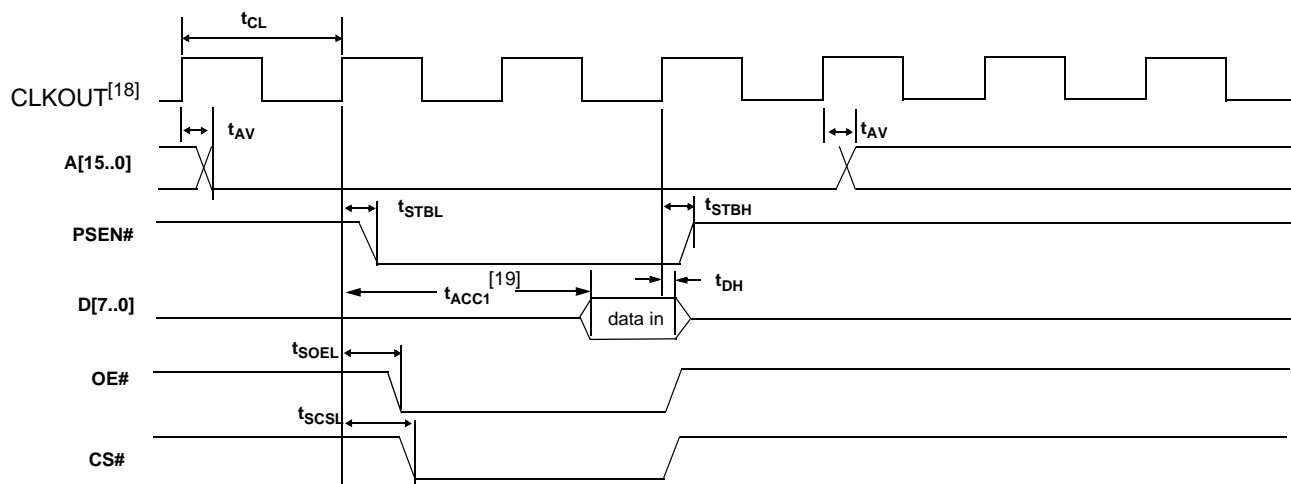 tCL
CLKOUT[18]
tAV
tAV
A[15..0]
tSTBL
tSTBH
PSEN#
[19]
tACC1
tDH
D[7..0]
data in
tSOEL
OE#
tSCSL
CS#